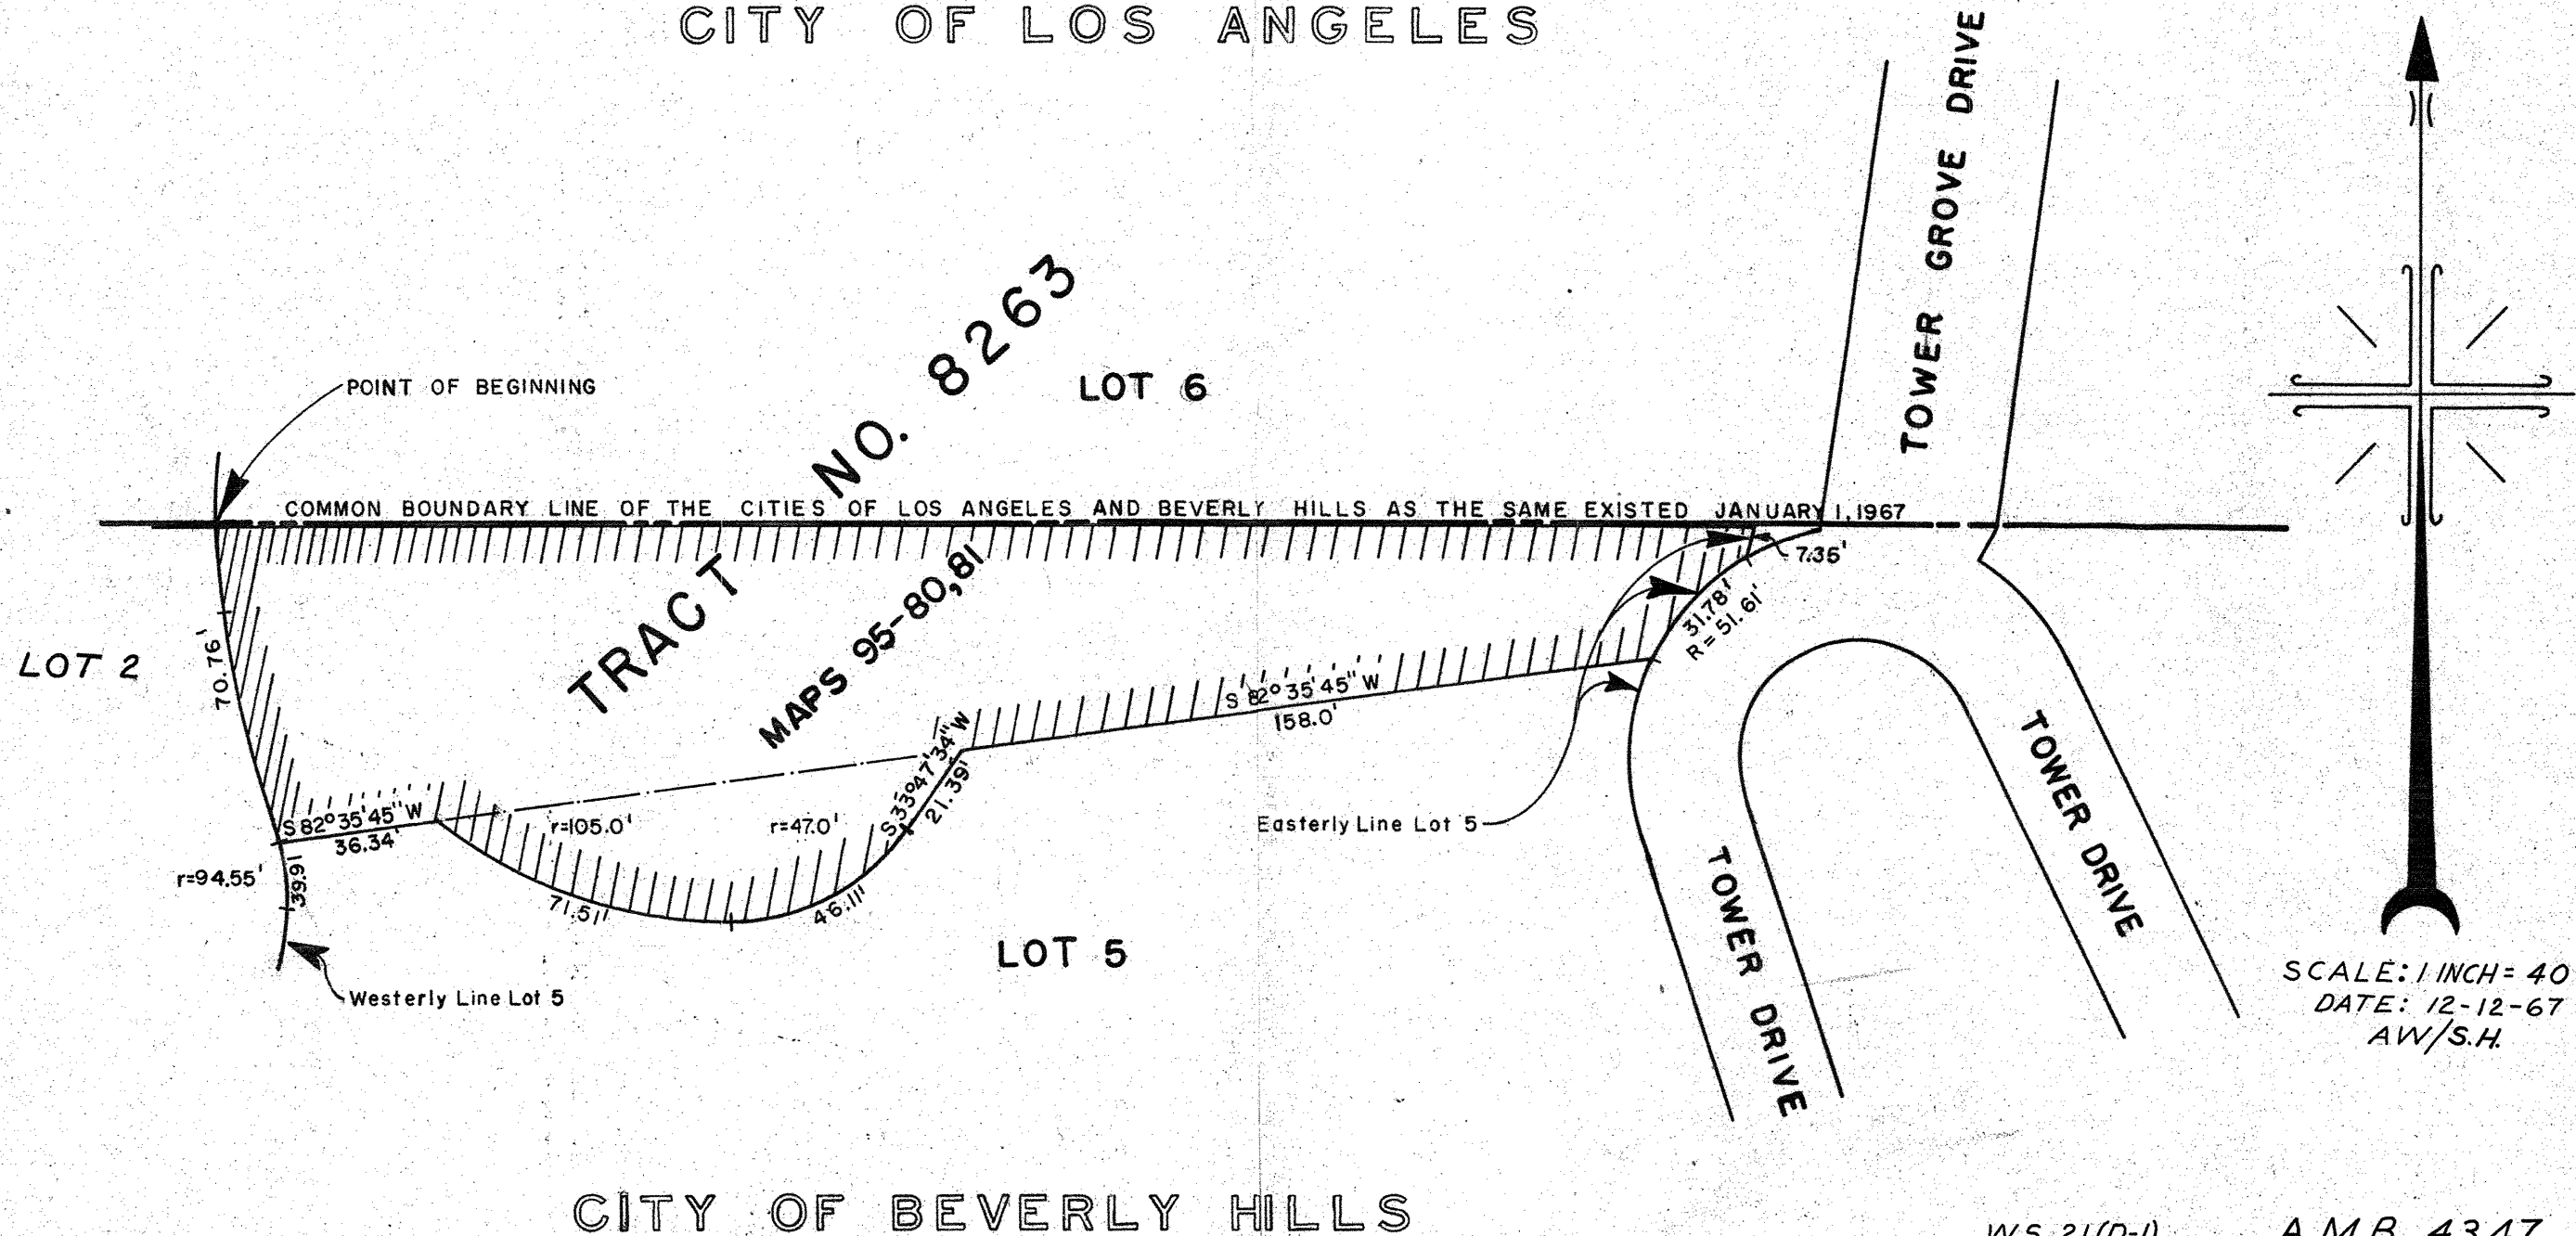 CITY OF LOS ANGELES
TOWER GROVE DRIVE
POINT OF BEGINNING
LOT 6
COMMON BOUNDARY LINE OF THE CITIES OF LOS ANGELES AND BEVERLY HILLS AS THE SAME EXISTED JANUARY 1, 1967
TRACT NO. 8263
MAPS 95-80,81
7.35'
31.78'
R = 51.61'
LOT 2
70.76'
S 82° 35' 45" W
158.0'
S 33° 47' 34" W
21.39'
S 82° 35' 45" W
36.34'
r=105.0'
r=47.0'
Easterly Line Lot 5
r=94.55'
39.91
71.51'
46.11'
LOT 5
Westerly Line Lot 5
TOWER DRIVE
TOWER DRIVE
SCALE: 1 INCH = 40
DATE: 12-12-67
AW/S.H.
CITY OF BEVERLY HILLS
W.S. 21(D-1)
A.M.B. 4347